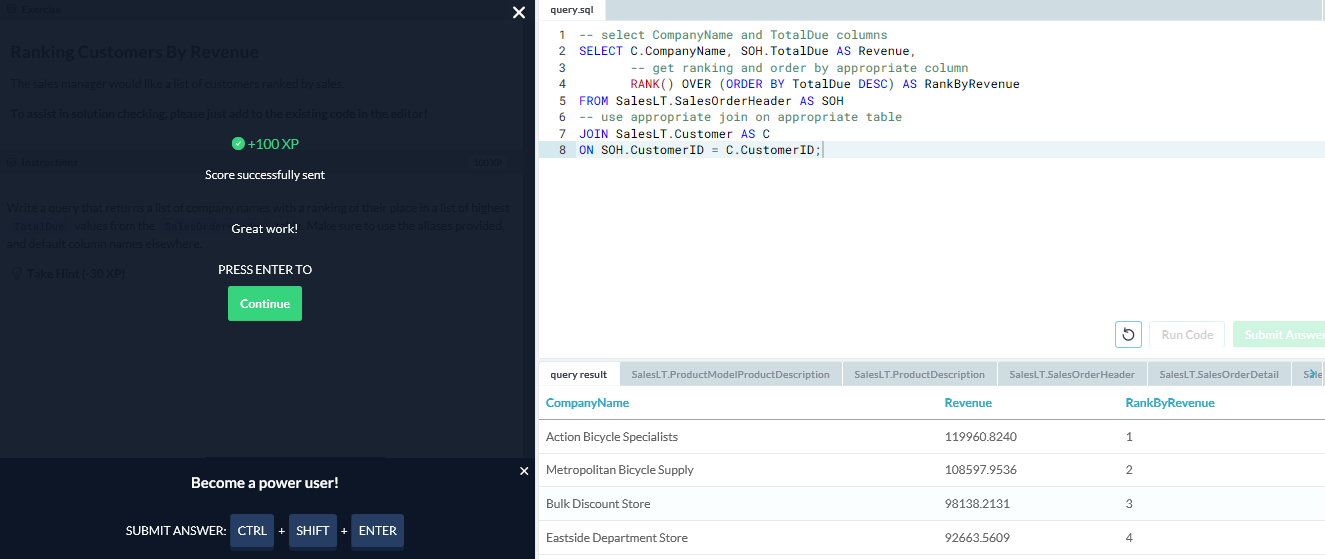 Exercise
Ranking Customers By Revenue
The sales manager would like a list of customers ranked by sales.
To assist in solution checking, please just add to the existing code in the editor!
+100 XP
Score successfully sent
Instructions
100 XP
Write a query that returns a list of company names with a ranking of their place in a list of highest
TotalDue values from the Make sure to use the aliases provided,
and default column names elsewhere.
Great work!
Take Hint (-30 XP)
PRESS ENTER TO
Continue
Become a power user!
SUBMIT ANSWER: CTRL + SHIFT + ENTER
query.sql
1 -- select CompanyName and TotalDue columns
2 SELECT C.CompanyName, SOH.TotalDue AS Revenue,
3 -- get ranking and order by appropriate column
4 RANK() OVER (ORDER BY TotalDue DESC) AS RankByRevenue
5 FROM SalesLT.SalesOrderHeader AS SOH
6 -- use appropriate join on appropriate table
7 JOIN SalesLT.Customer AS C
8 ON SOH.CustomerID = C.CustomerID;
Run Code
Submit Answer
query result SalesLT.ProductModelProductDescription SalesLT.ProductDescription SalesLT.SalesOrderHeader SalesLT.SalesOrderDetail
CompanyName Revenue RankByRevenue
Action Bicycle Specialists 119960.8240 1
Metropolitan Bicycle Supply 108597.9536 2
Bulk Discount Store 98138.2131 3
Eastside Department Store 92663.5609 4